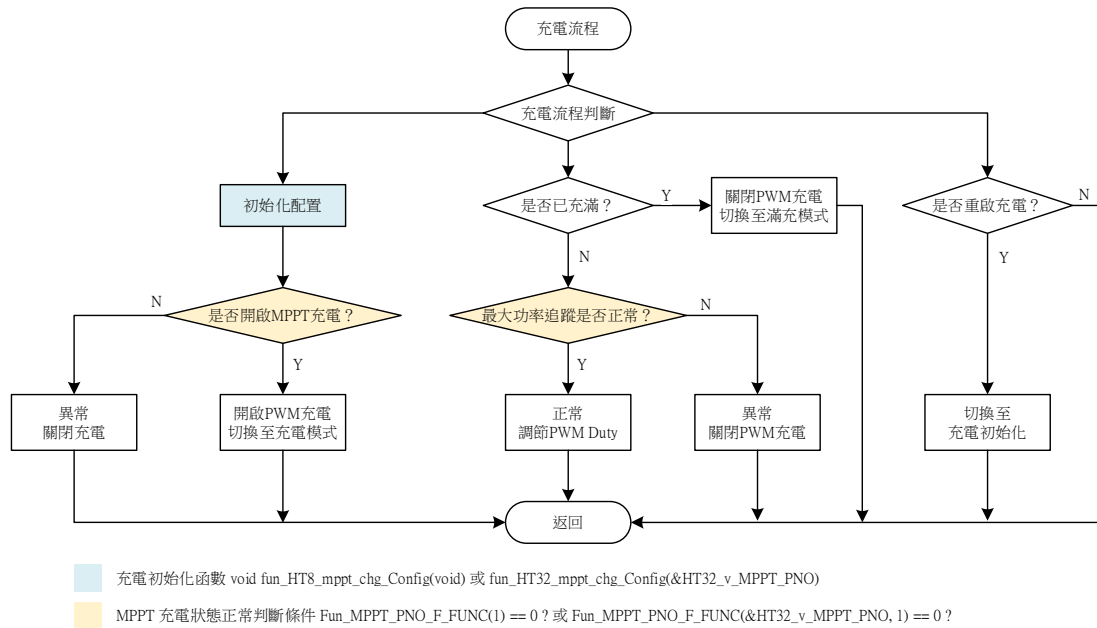 充電流程
充電流程判斷
初始化配置
是否已充滿？
Y
關閉PWM充電
切換至滿充模式
是否重啟充電？
N
N
Y
N
是否開啟MPPT充電？
最大功率追蹤是否正常？
N
Y
Y
異常
關閉充電
開啟PWM充電
切換至充電模式
正常
調節PWM Duty
異常
關閉PWM充電
切換至
充電初始化
返回
充電初始化函數 void fun_HT8_mppt_chg_Config(void) 或 fun_HT32_mppt_chg_Config(&HT32_v_MPPT_PNO)
MPPT 充電狀態正常判斷條件 Fun_MPPT_PNO_F_FUNC(1) == 0？或 Fun_MPPT_PNO_F_FUNC(&HT32_v_MPPT_PNO, 1) == 0？